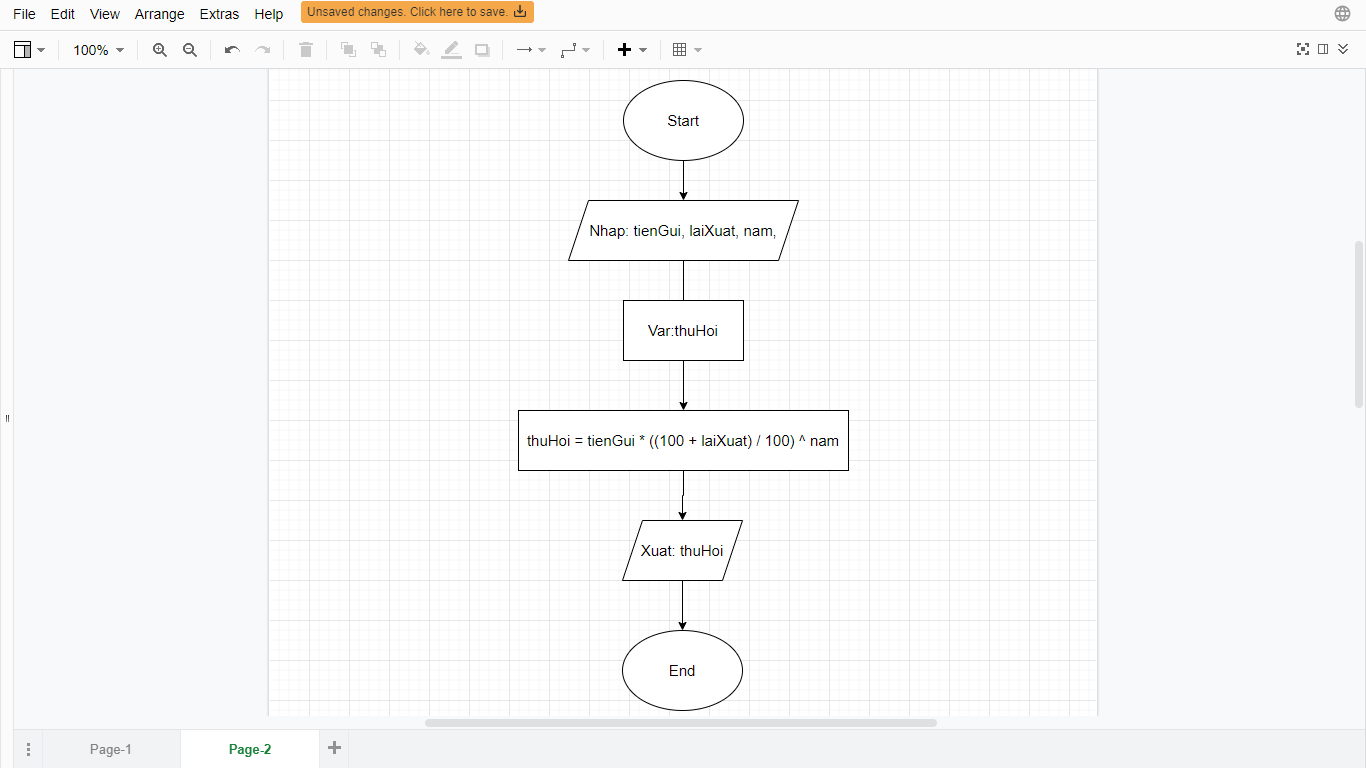 File Edit View Arrange Extras Help Unsaved changes. Click here to save.
100%
Start
Nhap: tienGui, laiXuat, nam,
Var:thuHoi
thuHoi = tienGui * ((100 + laiXuat) / 100) ^ nam
Xuat: thuHoi
End
Page-1 Page-2